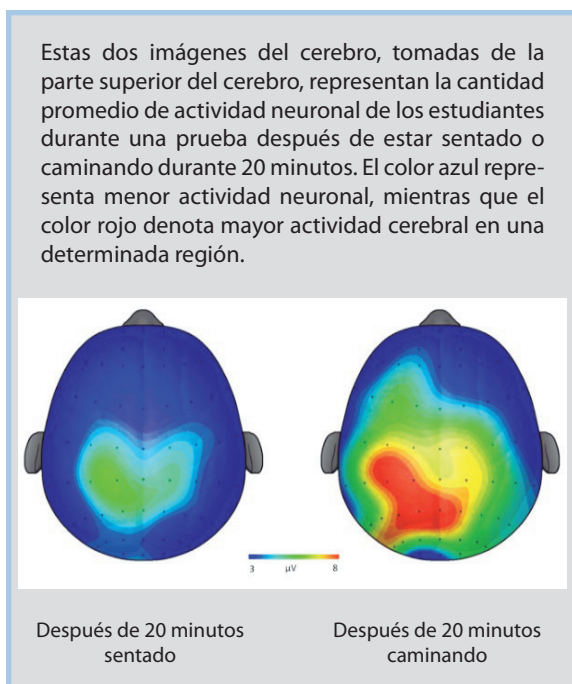 Estas dos imágenes del cerebro, tomadas de la
parte superior del cerebro, representan la cantidad
promedio de actividad neuronal de los estudiantes
durante una prueba después de estar sentado o
caminando durante 20 minutos. El color azul repre-
senta menor actividad neuronal, mientras que el
color rojo denota mayor actividad cerebral en una
determinada región.
3 µV 8
Después de 20 minutos
sentado
Después de 20 minutos
caminando